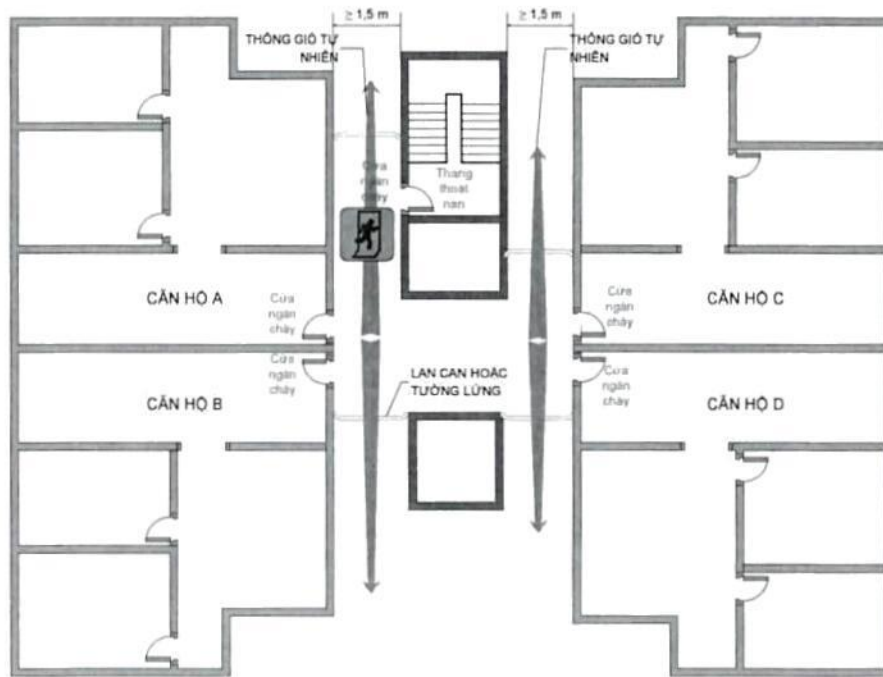 ≥ 1,5 m
≥ 1,5 m
THÔNG GIÓ TỰ
NHIÊN
THÔNG GIÓ TỰ
NHIÊN
Cửa
ngăn
cháy
Thang
thoát
nạn
CĂN HỘ A
Cửa
ngăn
cháy
Cửa
ngăn
cháy
CĂN HỘ C
CĂN HỘ B
Cửa
ngăn
cháy
LAN CAN HOẶC
TƯỜNG LỬNG
Cửa
ngăn
cháy
CĂN HỘ D